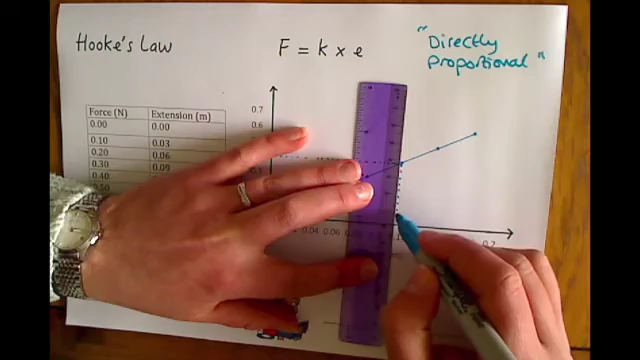 Hooke's Law
F = k x e
"Directly
proportional"
Force (N) Extension (m)
0.00 0.00
0.10 0.03
0.20 0.06
0.30 0.09
0.40
0.7
0.6
0.04 0.06
0.2